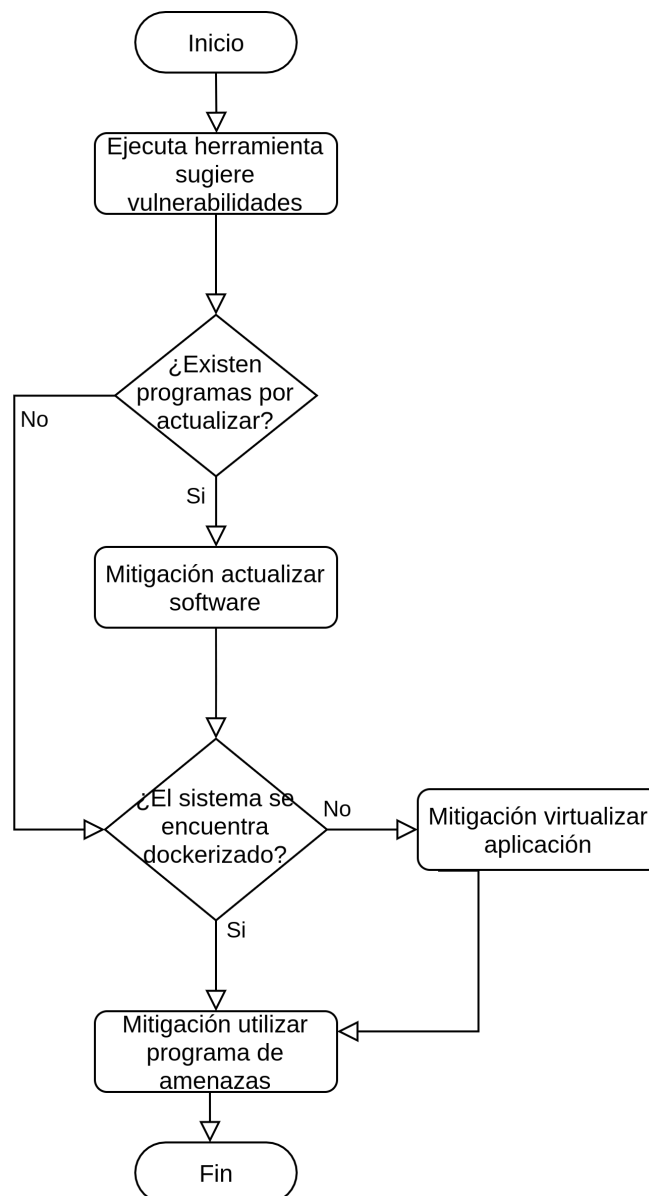 Inicio
Ejecuta herramienta
sugiere
vulnerabilidades
¿Existen
programas por
actualizar?
No
Si
Mitigación actualizar
software
¿El sistema se
encuentra
dockerizado?
No
Mitigación virtualizar
aplicación
Si
Mitigación utilizar
programa de
amenazas
Fin